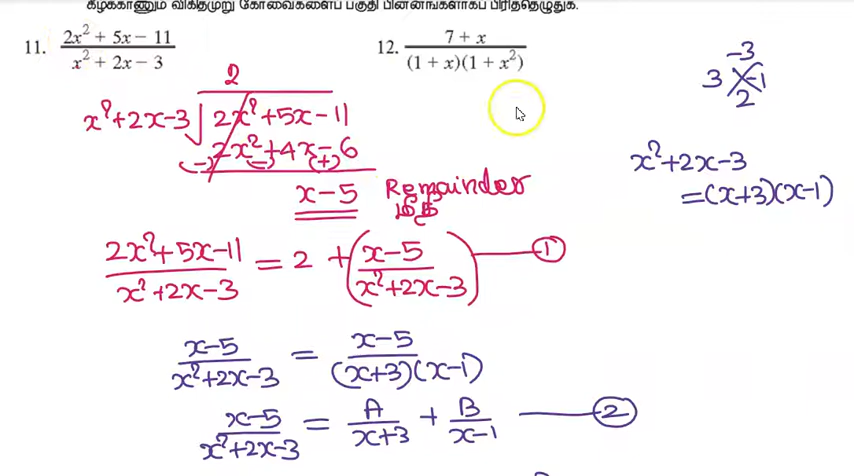 கீழ்க்காணும் விகிதமுறு கோவைகளைப் பகுதி பின்னங்களாகப் பிரித்தெழுதுக.
11. (2x² + 5x − 11)/(x² + 2x − 3)
12. (7 + x)/((1 + x)(1 + x²))
−3
3 −1
2
2
x²+2x−3 √ 2x²+5x−11
2x²+4x−6
(−) (−) (+)
x−5 Remainder
மீதி
x²+2x−3
=(x+3)(x−1)
(2x²+5x−11)/(x²+2x−3) = 2 + ((x−5)/(x²+2x−3)) — ①
(x−5)/(x²+2x−3) = (x−5)/((x+3)(x−1))
(x−5)/(x²+2x−3) = A/(x+3) + B/(x−1) — ②